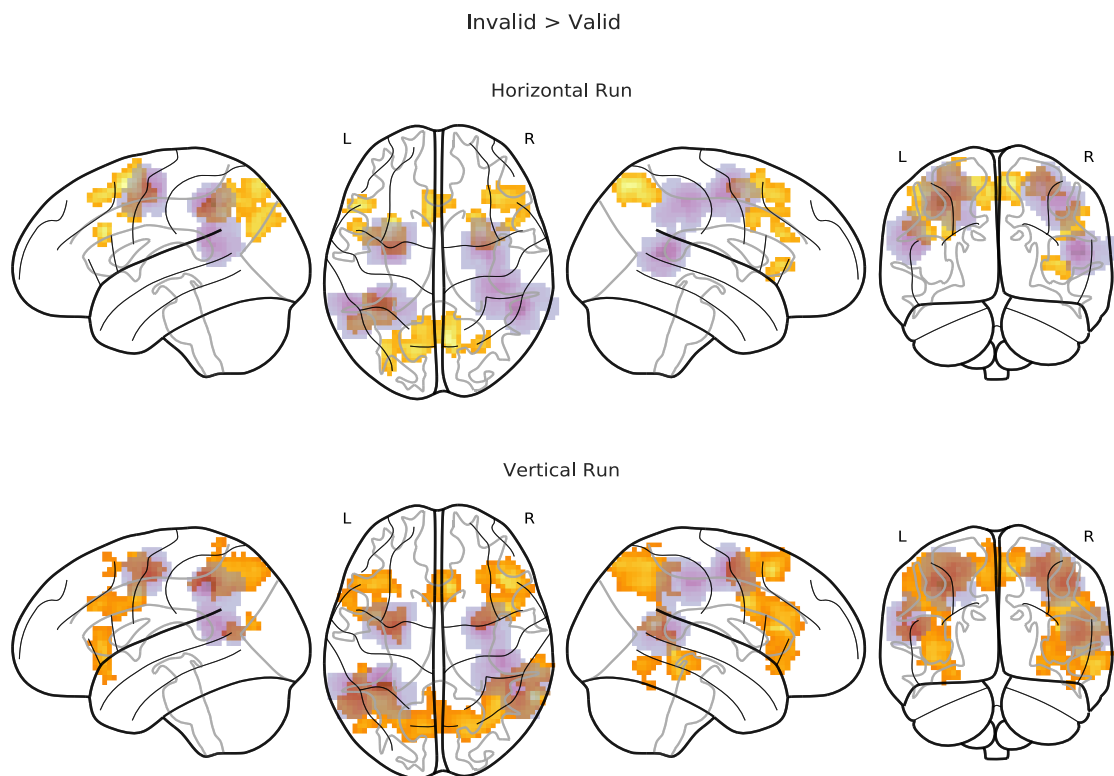 Invalid > Valid
Horizontal Run
L R L R
Vertical Run
L R L R